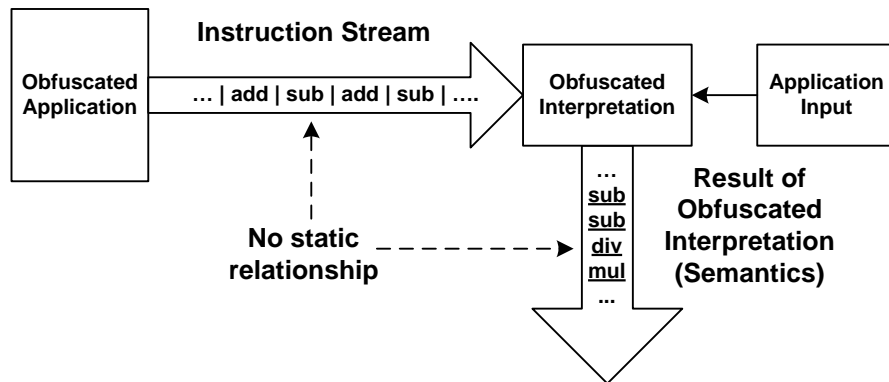 Instruction Stream
Obfuscated
Application
… | add | sub | add | sub | ….
Obfuscated
Interpretation
Application
Input
…
sub
sub
div
mul
...
Result of
Obfuscated
Interpretation
(Semantics)
No static
relationship